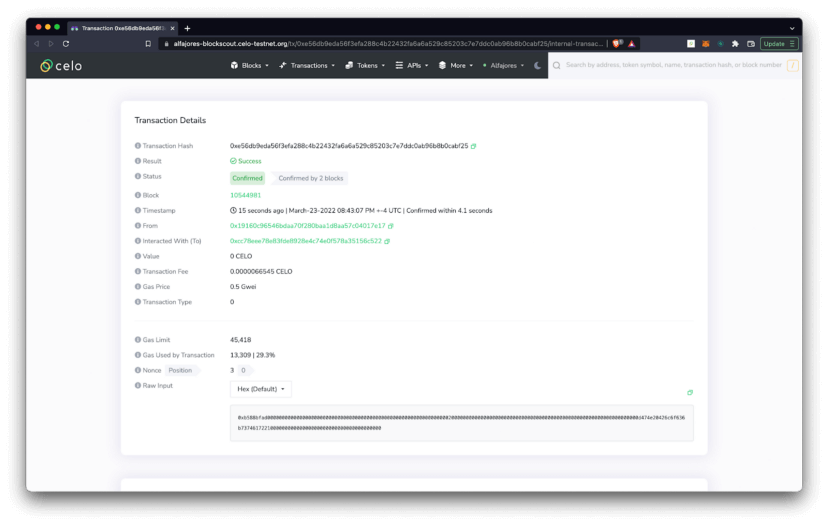 Transaction 0xe56db9eda56f3
alfajores-blockscout.celo-testnet.org/tx/0xe56db9eda56f3efa288c4b22432fa6a6a529c85203c7e7ddc0ab96b8b0cabf25/internal-transac...
Update
celo
Blocks
Transactions
Tokens
APIs
More
Alfajores
Search by address, token symbol, name, transaction hash, or block number
/
Transaction Details
Transaction Hash 0xe56db9eda56f3efa288c4b22432fa6a6a529c85203c7e7ddc0ab96b8b0cabf25
Result Success
Status Confirmed Confirmed by 2 blocks
Block 10544981
Timestamp 15 seconds ago | March-23-2022 08:43:07 PM +-4 UTC | Confirmed within 4.1 seconds
From 0x19160c96546bdaa70f280baa1d8aa57c04017e17
Interacted With (To) 0xcc78eee78e83fde8928e4c74e0f578a35156c522
Value 0 CELO
Transaction Fee 0.0000066545 CELO
Gas Price 0.5 Gwei
Transaction Type 0
Gas Limit 45,418
Gas Used by Transaction 13,309 | 29.3%
Nonce Position 3 0
Raw Input Hex (Default)